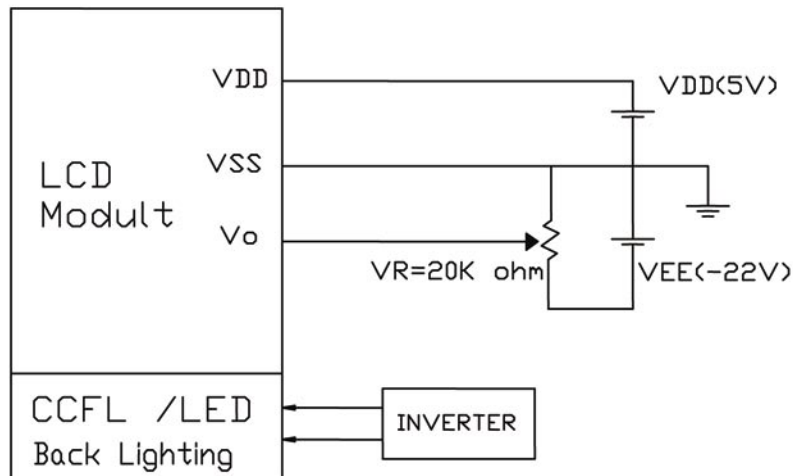 VDD
VDD(5V)
VSS
LCD
Modult
Vo
VR=20K ohm
VEE(-22V)
CCFL /LED
Back Lighting
INVERTER